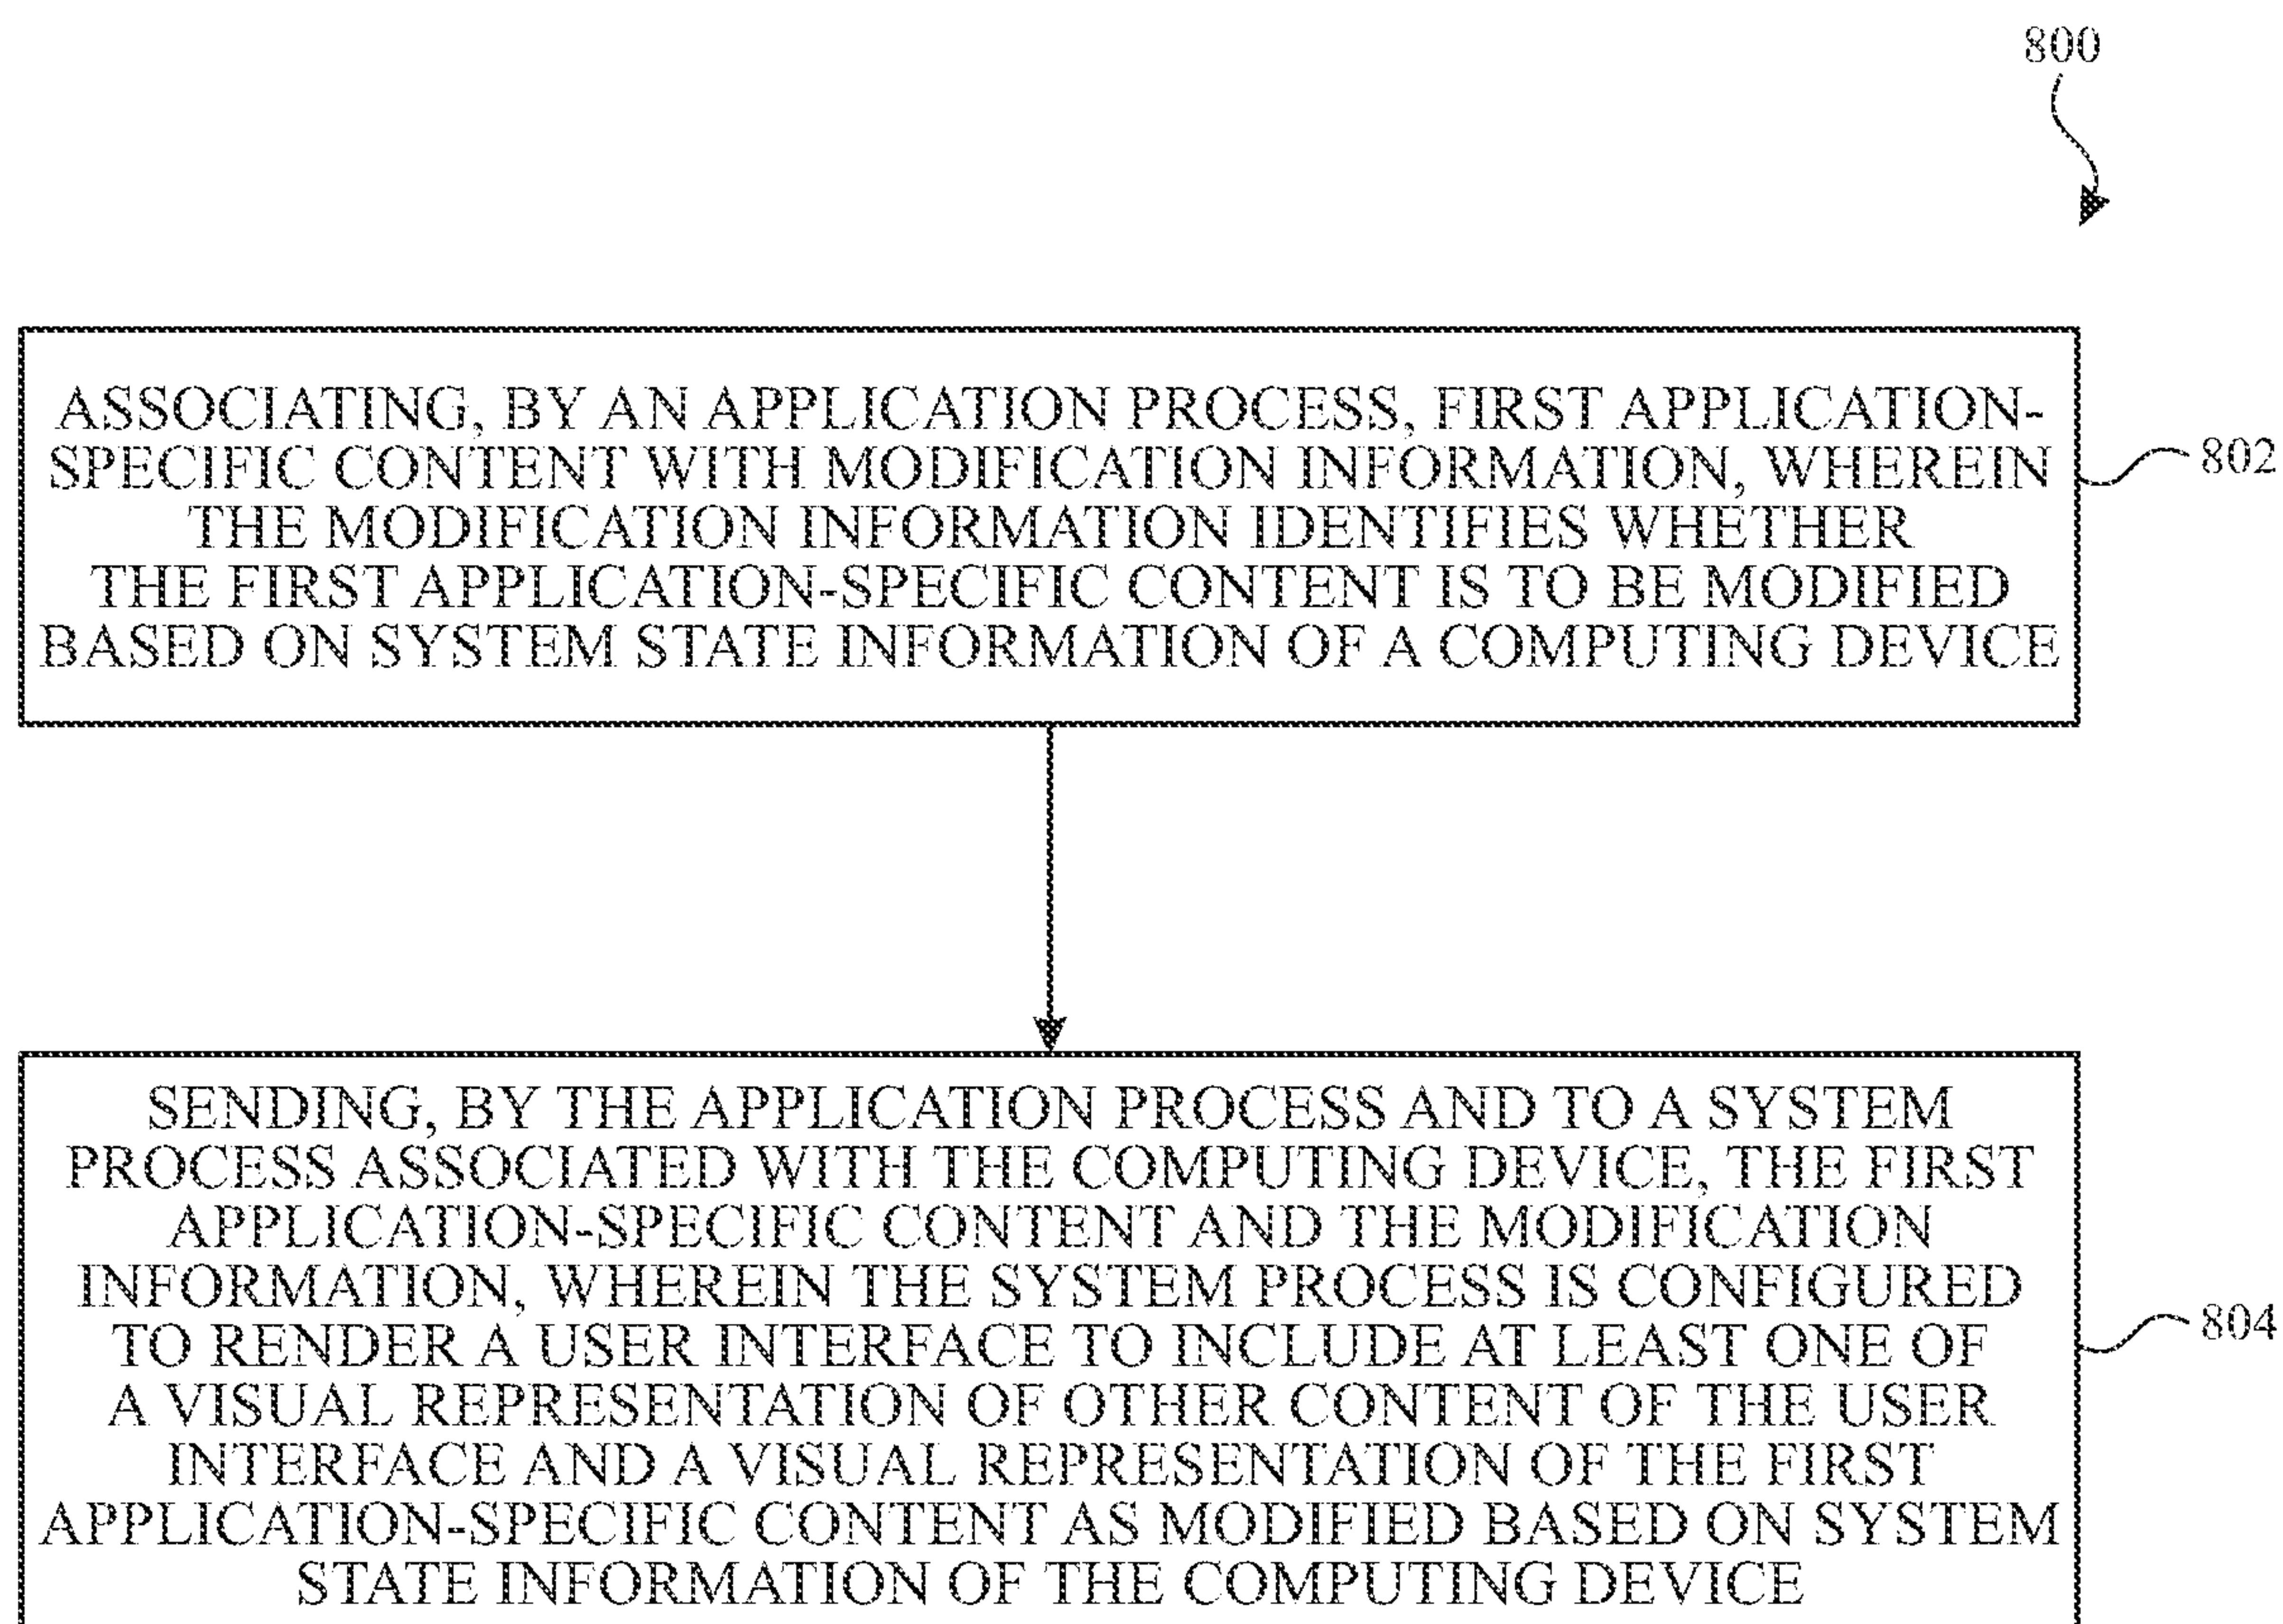 800
ASSOCIATING, BY AN APPLICATION PROCESS, FIRST APPLICATION-
SPECIFIC CONTENT WITH MODIFICATION INFORMATION, WHEREIN
THE MODIFICATION INFORMATION IDENTIFIES WHETHER
THE FIRST APPLICATION-SPECIFIC CONTENT IS TO BE MODIFIED
BASED ON SYSTEM STATE INFORMATION OF A COMPUTING DEVICE
802
SENDING, BY THE APPLICATION PROCESS AND TO A SYSTEM
PROCESS ASSOCIATED WITH THE COMPUTING DEVICE, THE FIRST
APPLICATION-SPECIFIC CONTENT AND THE MODIFICATION
INFORMATION, WHEREIN THE SYSTEM PROCESS IS CONFIGURED
TO RENDER A USER INTERFACE TO INCLUDE AT LEAST ONE OF
A VISUAL REPRESENTATION OF OTHER CONTENT OF THE USER
INTERFACE AND A VISUAL REPRESENTATION OF THE FIRST
APPLICATION-SPECIFIC CONTENT AS MODIFIED BASED ON SYSTEM
STATE INFORMATION OF THE COMPUTING DEVICE
804